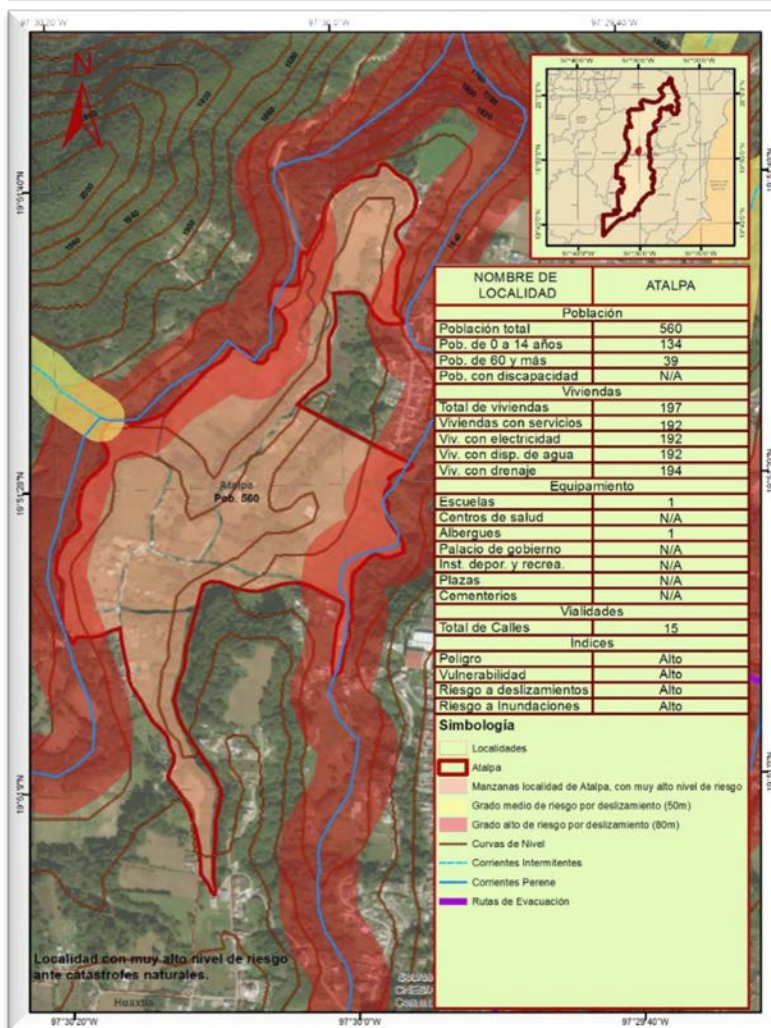 97°30'20"W 97°30'0"W 97°29'40"W
N
19°51'40"N
19°51'20"N
Atalpa
Pob. 560
NOMBRE DE LOCALIDAD ATALPA
Población
Población total 560
Pob. de 0 a 14 años 134
Pob. de 60 y más 39
Pob. con discapacidad N/A
Viviendas
Total de viviendas 197
Viviendas con servicios 192
Viv. con electricidad 192
Viv. con disp. de agua 192
Viv. con drenaje 194
Equipamiento
Escuelas 1
Centros de salud N/A
Albergues 1
Palacio de gobierno N/A
Inst. depor. y recrea. N/A
Plazas N/A
Cementerios N/A
Vialidades
Total de Calles 15
Indices
Peligro Alto
Vulnerabilidad Alto
Riesgo a deslizamientos Alto
Riesgo a Inundaciones Alto
Simbología
Localidades
Atalpa
Manzanas localidad de Atalpa, con muy alto nivel de riesgo
Grado medio de riesgo por deslizamiento (50m)
Grado alto de riesgo por deslizamiento (80m)
Curvas de Nivel
Corrientes Intermitentes
Corrientes Perene
Rutas de Evacuación
Localidad con muy alto nivel de riesgo
ante catástrofes naturales.
Huaxtla
97°30'20"W 97°30'0"W 97°29'40"W